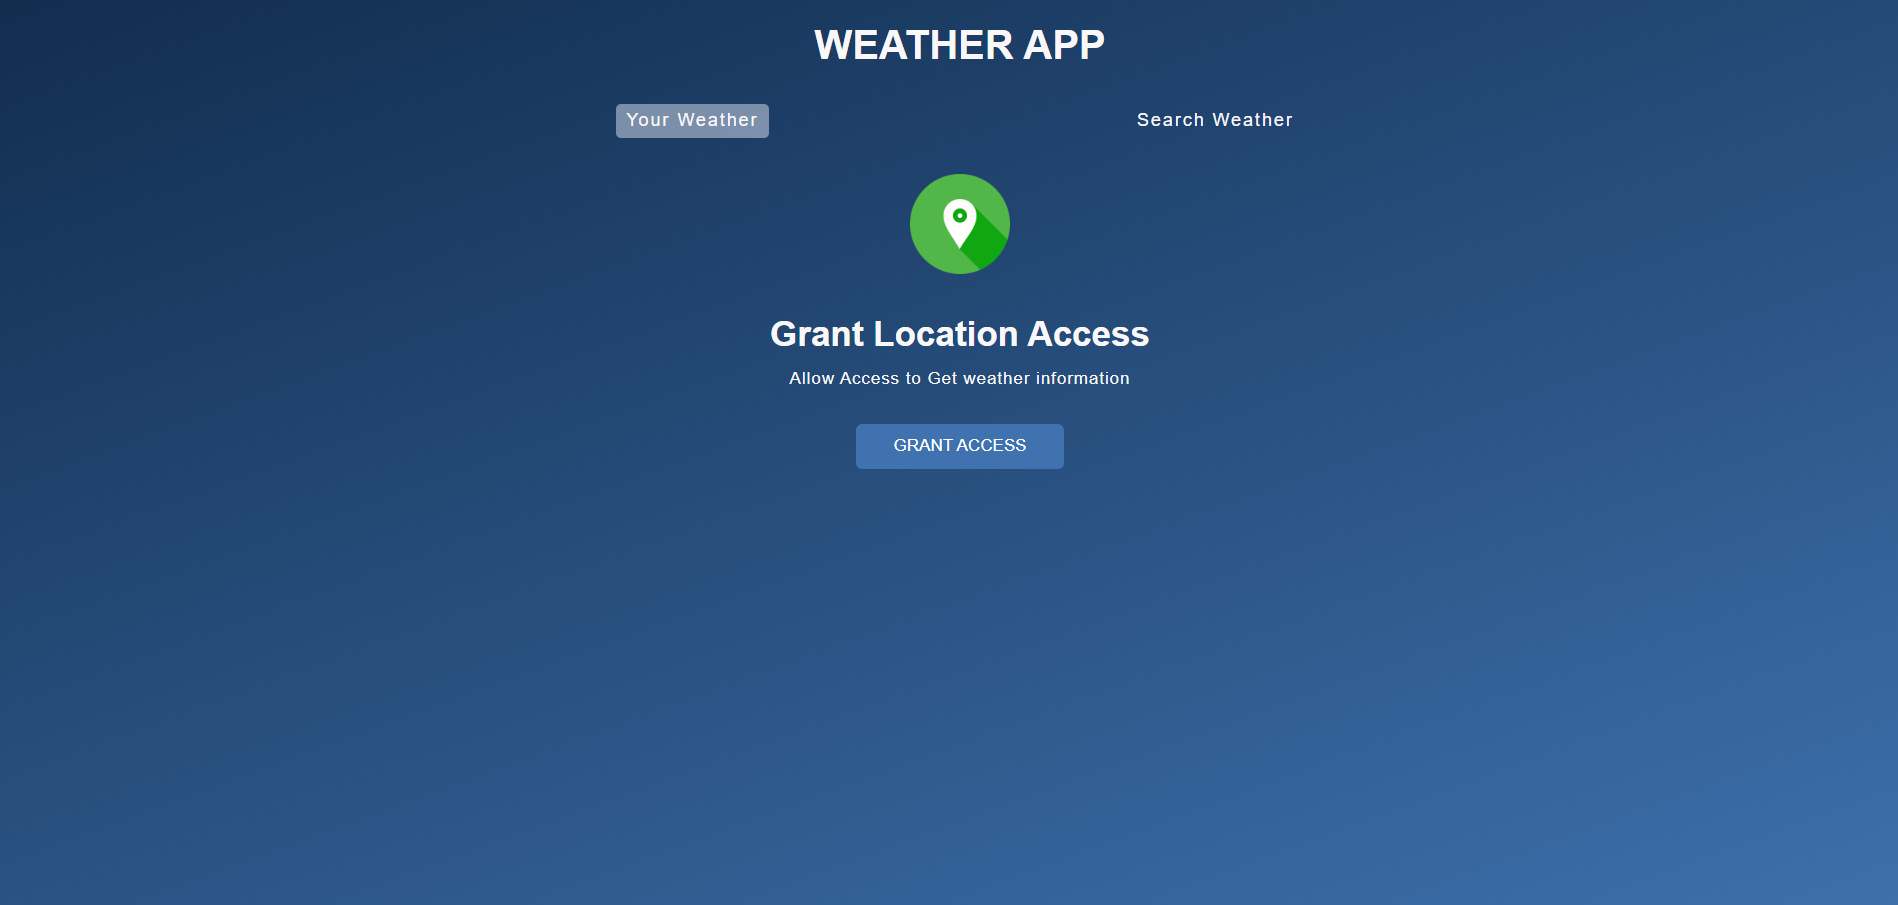 WEATHER APP
Your Weather
Search Weather
Grant Location Access
Allow Access to Get weather information
GRANT ACCESS